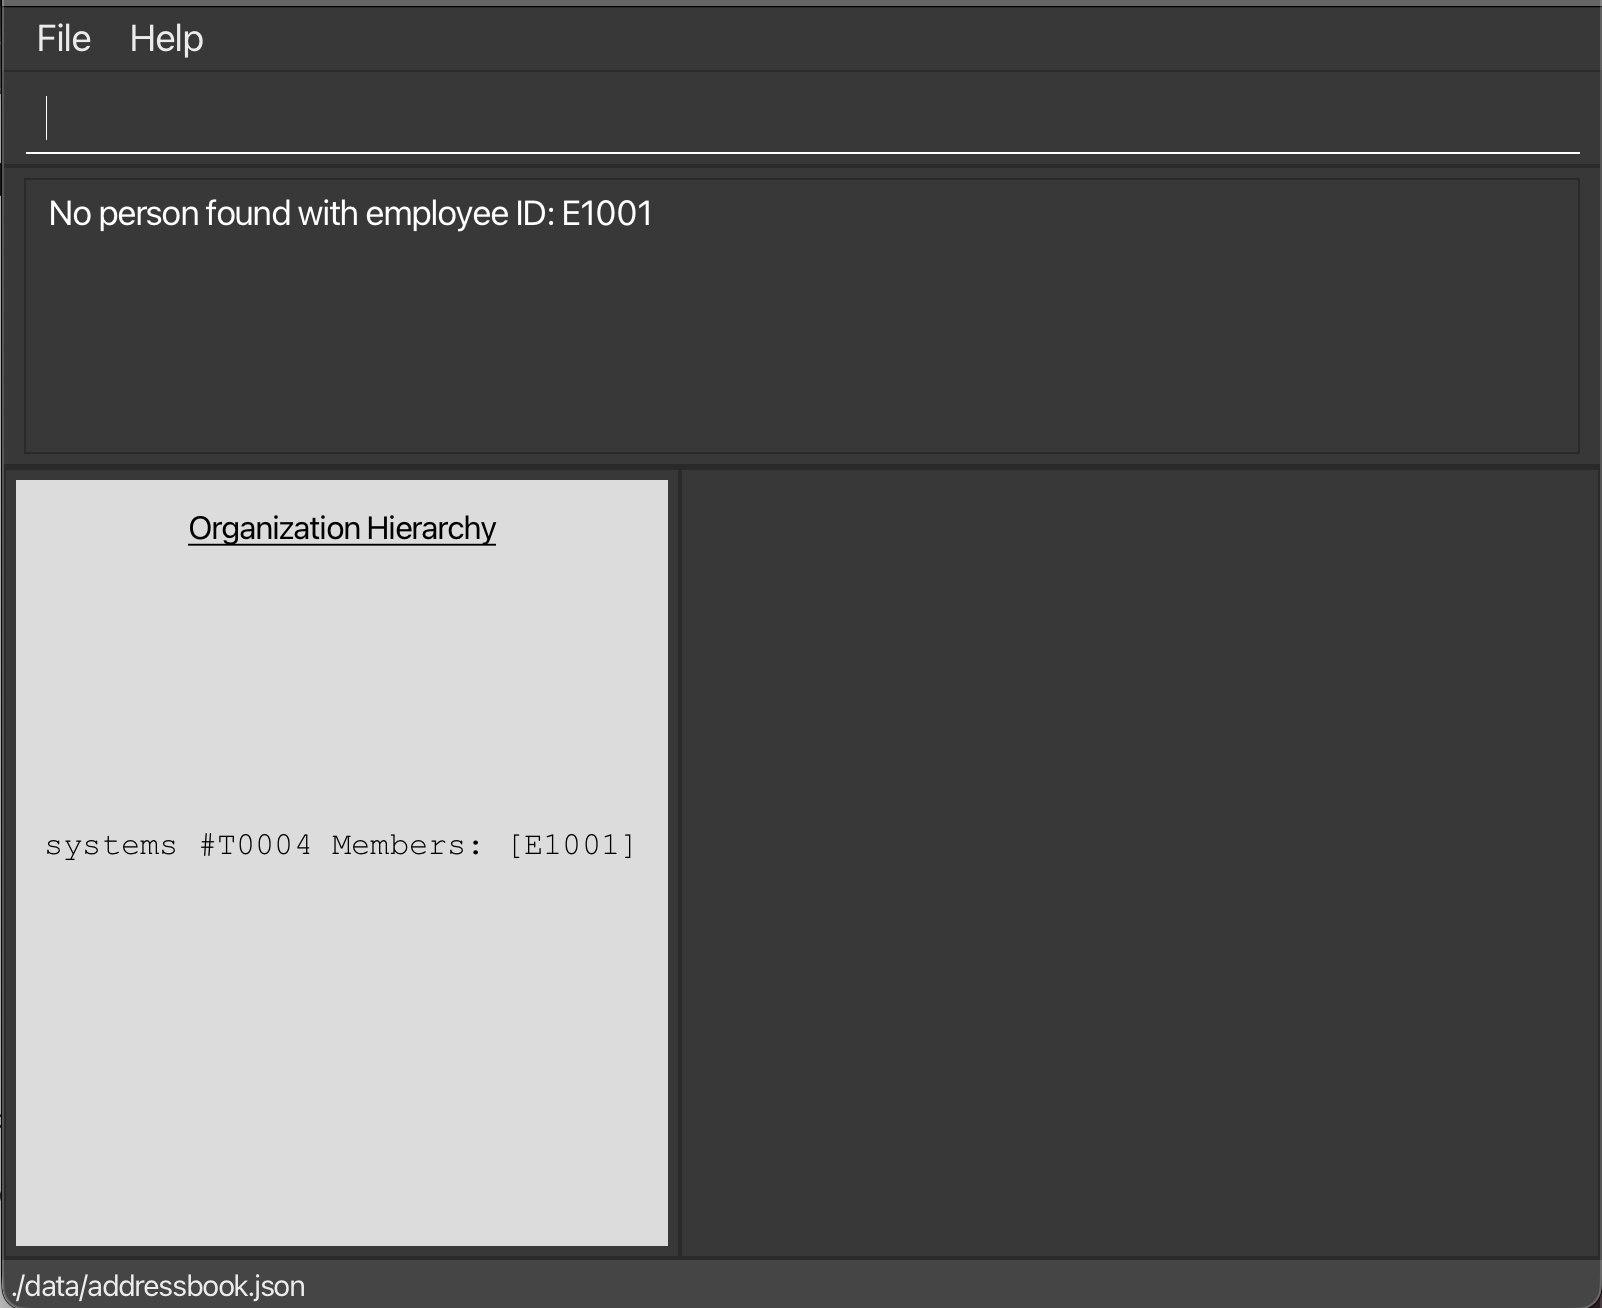 File Help
No person found with employee ID: E1001
Organization Hierarchy
systems #T0004 Members: [E1001]
./data/addressbook.json